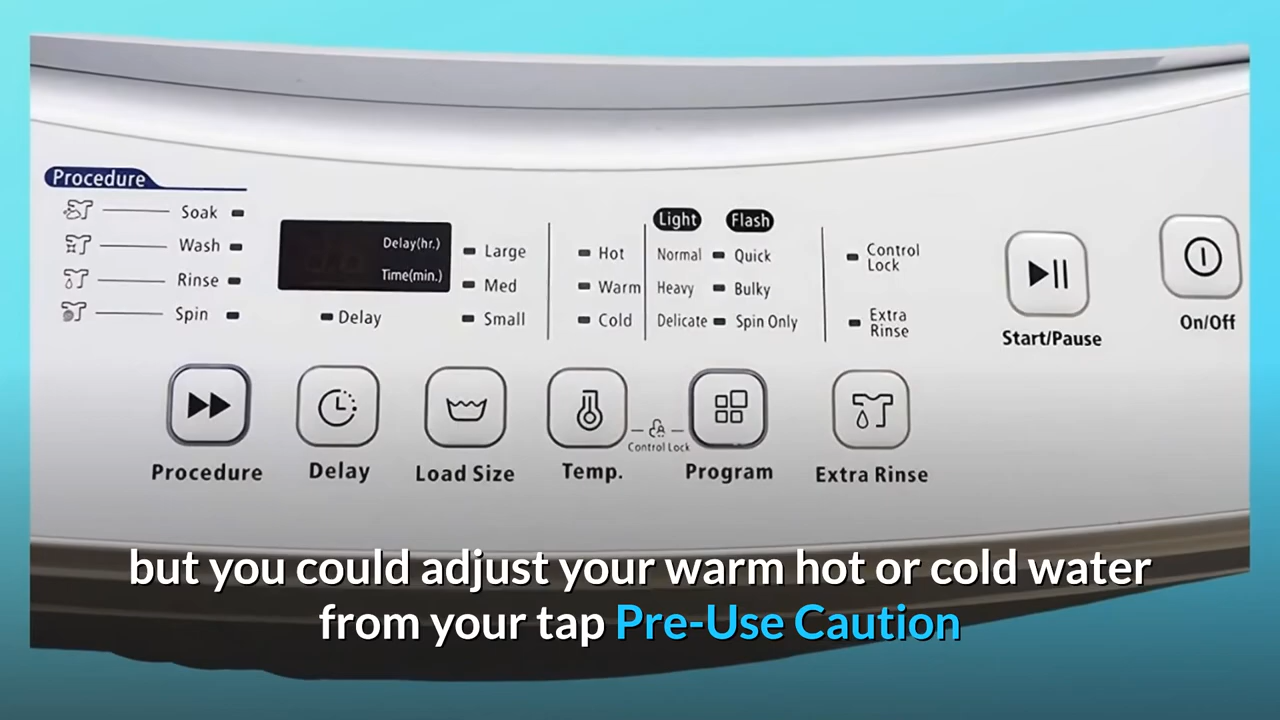 Procedure
Soak
Wash
Rinse
Spin
Delay(hr.)
Time(min.)
Delay
Large
Med
Small
Hot
Warm
Cold
Light Flash
Normal Quick
Heavy Bulky
Delicate Spin Only
Control
Lock
Extra
Rinse
Start/Pause
On/Off
Procedure
Delay
Load Size
Temp.
Control Lock
Program
Extra Rinse
but you could adjust your warm hot or cold water
from your tap Pre-Use Caution